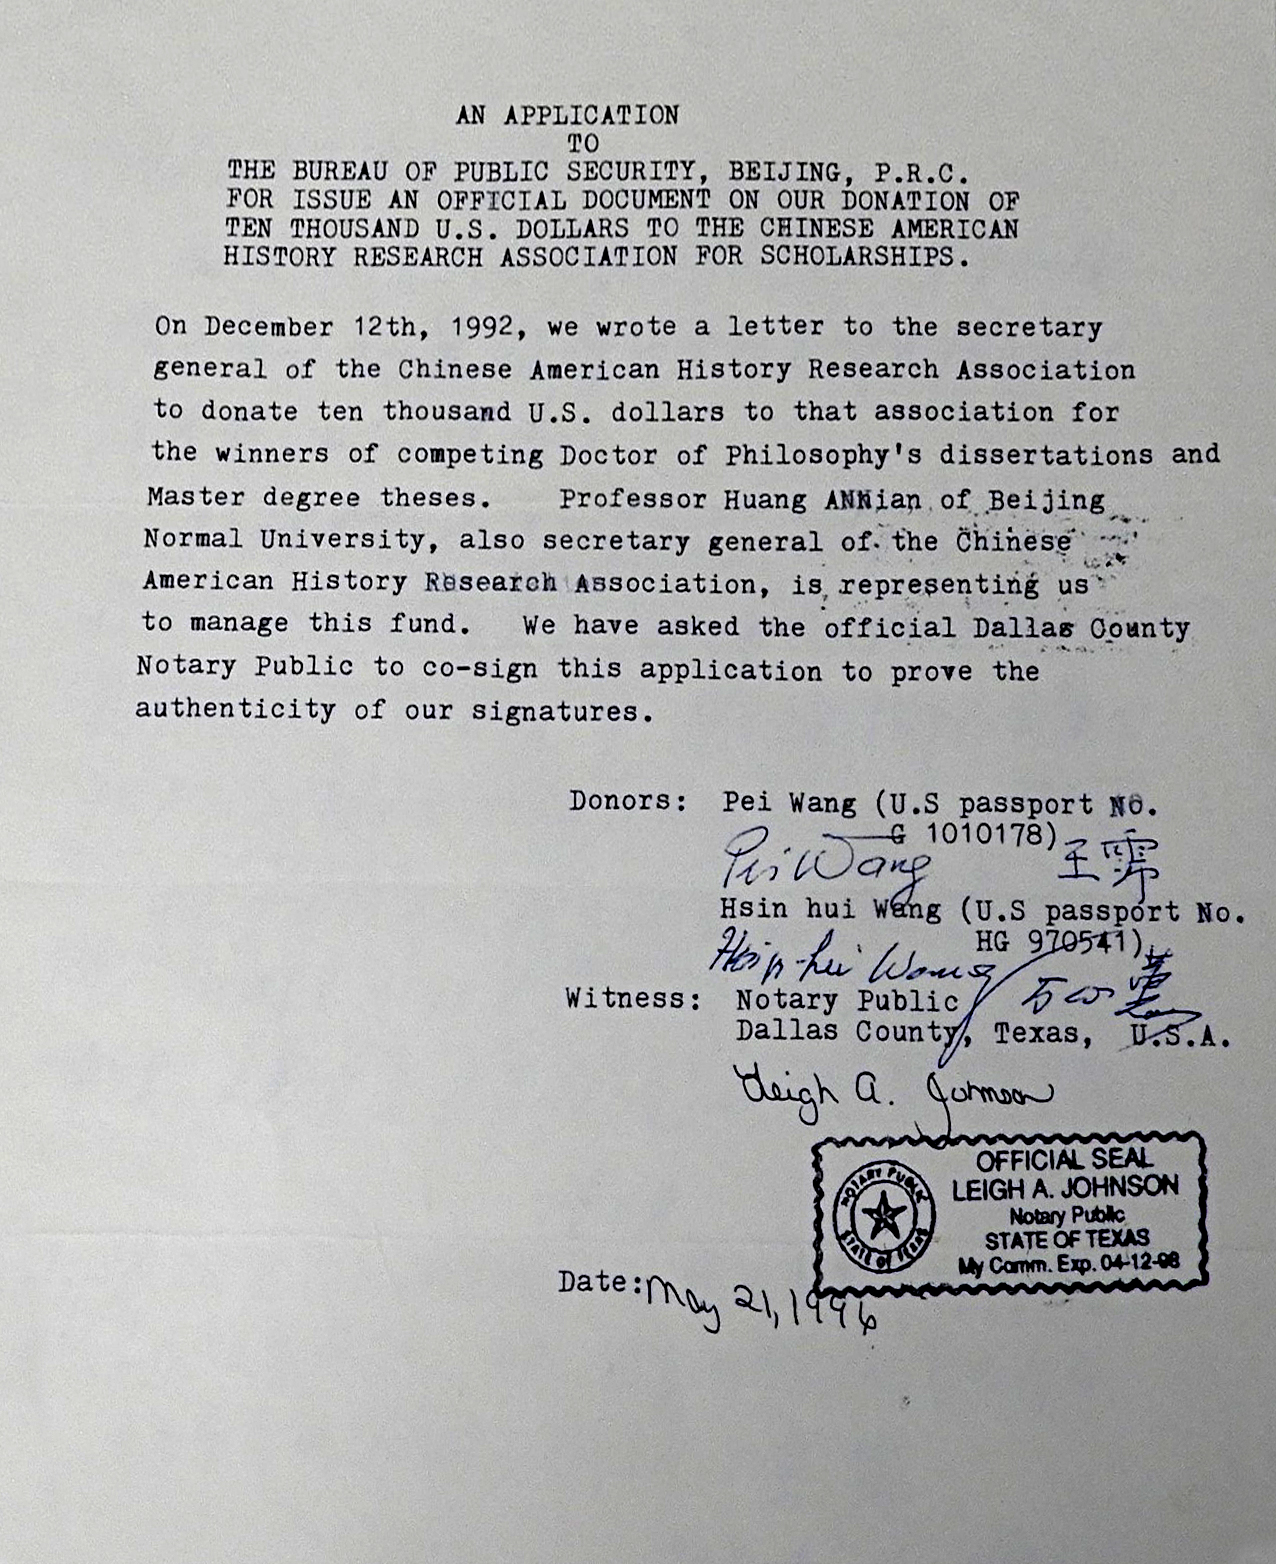 AN APPLICATION
TO
THE BUREAU OF PUBLIC SECURITY, BEIJING, P.R.C.
FOR ISSUE AN OFFICIAL DOCUMENT ON OUR DONATION OF
TEN THOUSAND U.S. DOLLARS TO THE CHINESE AMERICAN
HISTORY RESEARCH ASSOCIATION FOR SCHOLARSHIPS.
On December 12th, 1992, we wrote a letter to the secretary
general of the Chinese American History Research Association
to donate ten thousand U.S. dollars to that association for
the winners of competing Doctor of Philosophy's dissertations and
Master degree theses. Professor Huang ANNian of Beijing
Normal University, also secretary general of the Chinese
American History Research Association, is representing us
to manage this fund. We have asked the official Dallas County
Notary Public to co-sign this application to prove the
authenticity of our signatures.
Donors: Pei Wang (U.S passport No.
G 1010178)
Pei Wang 王霈
Hsin hui Wang (U.S passport No.
HG 970541)
Hsin-hui Wang
Witness: Notary Public
Dallas County, Texas, U.S.A.
Leigh A. Johnson
OFFICIAL SEAL
LEIGH A. JOHNSON
Notary Public
STATE OF TEXAS
My Comm. Exp. 04-12-98
NOTARY PUBLIC
STATE OF TEXAS
Date: May 21, 1996